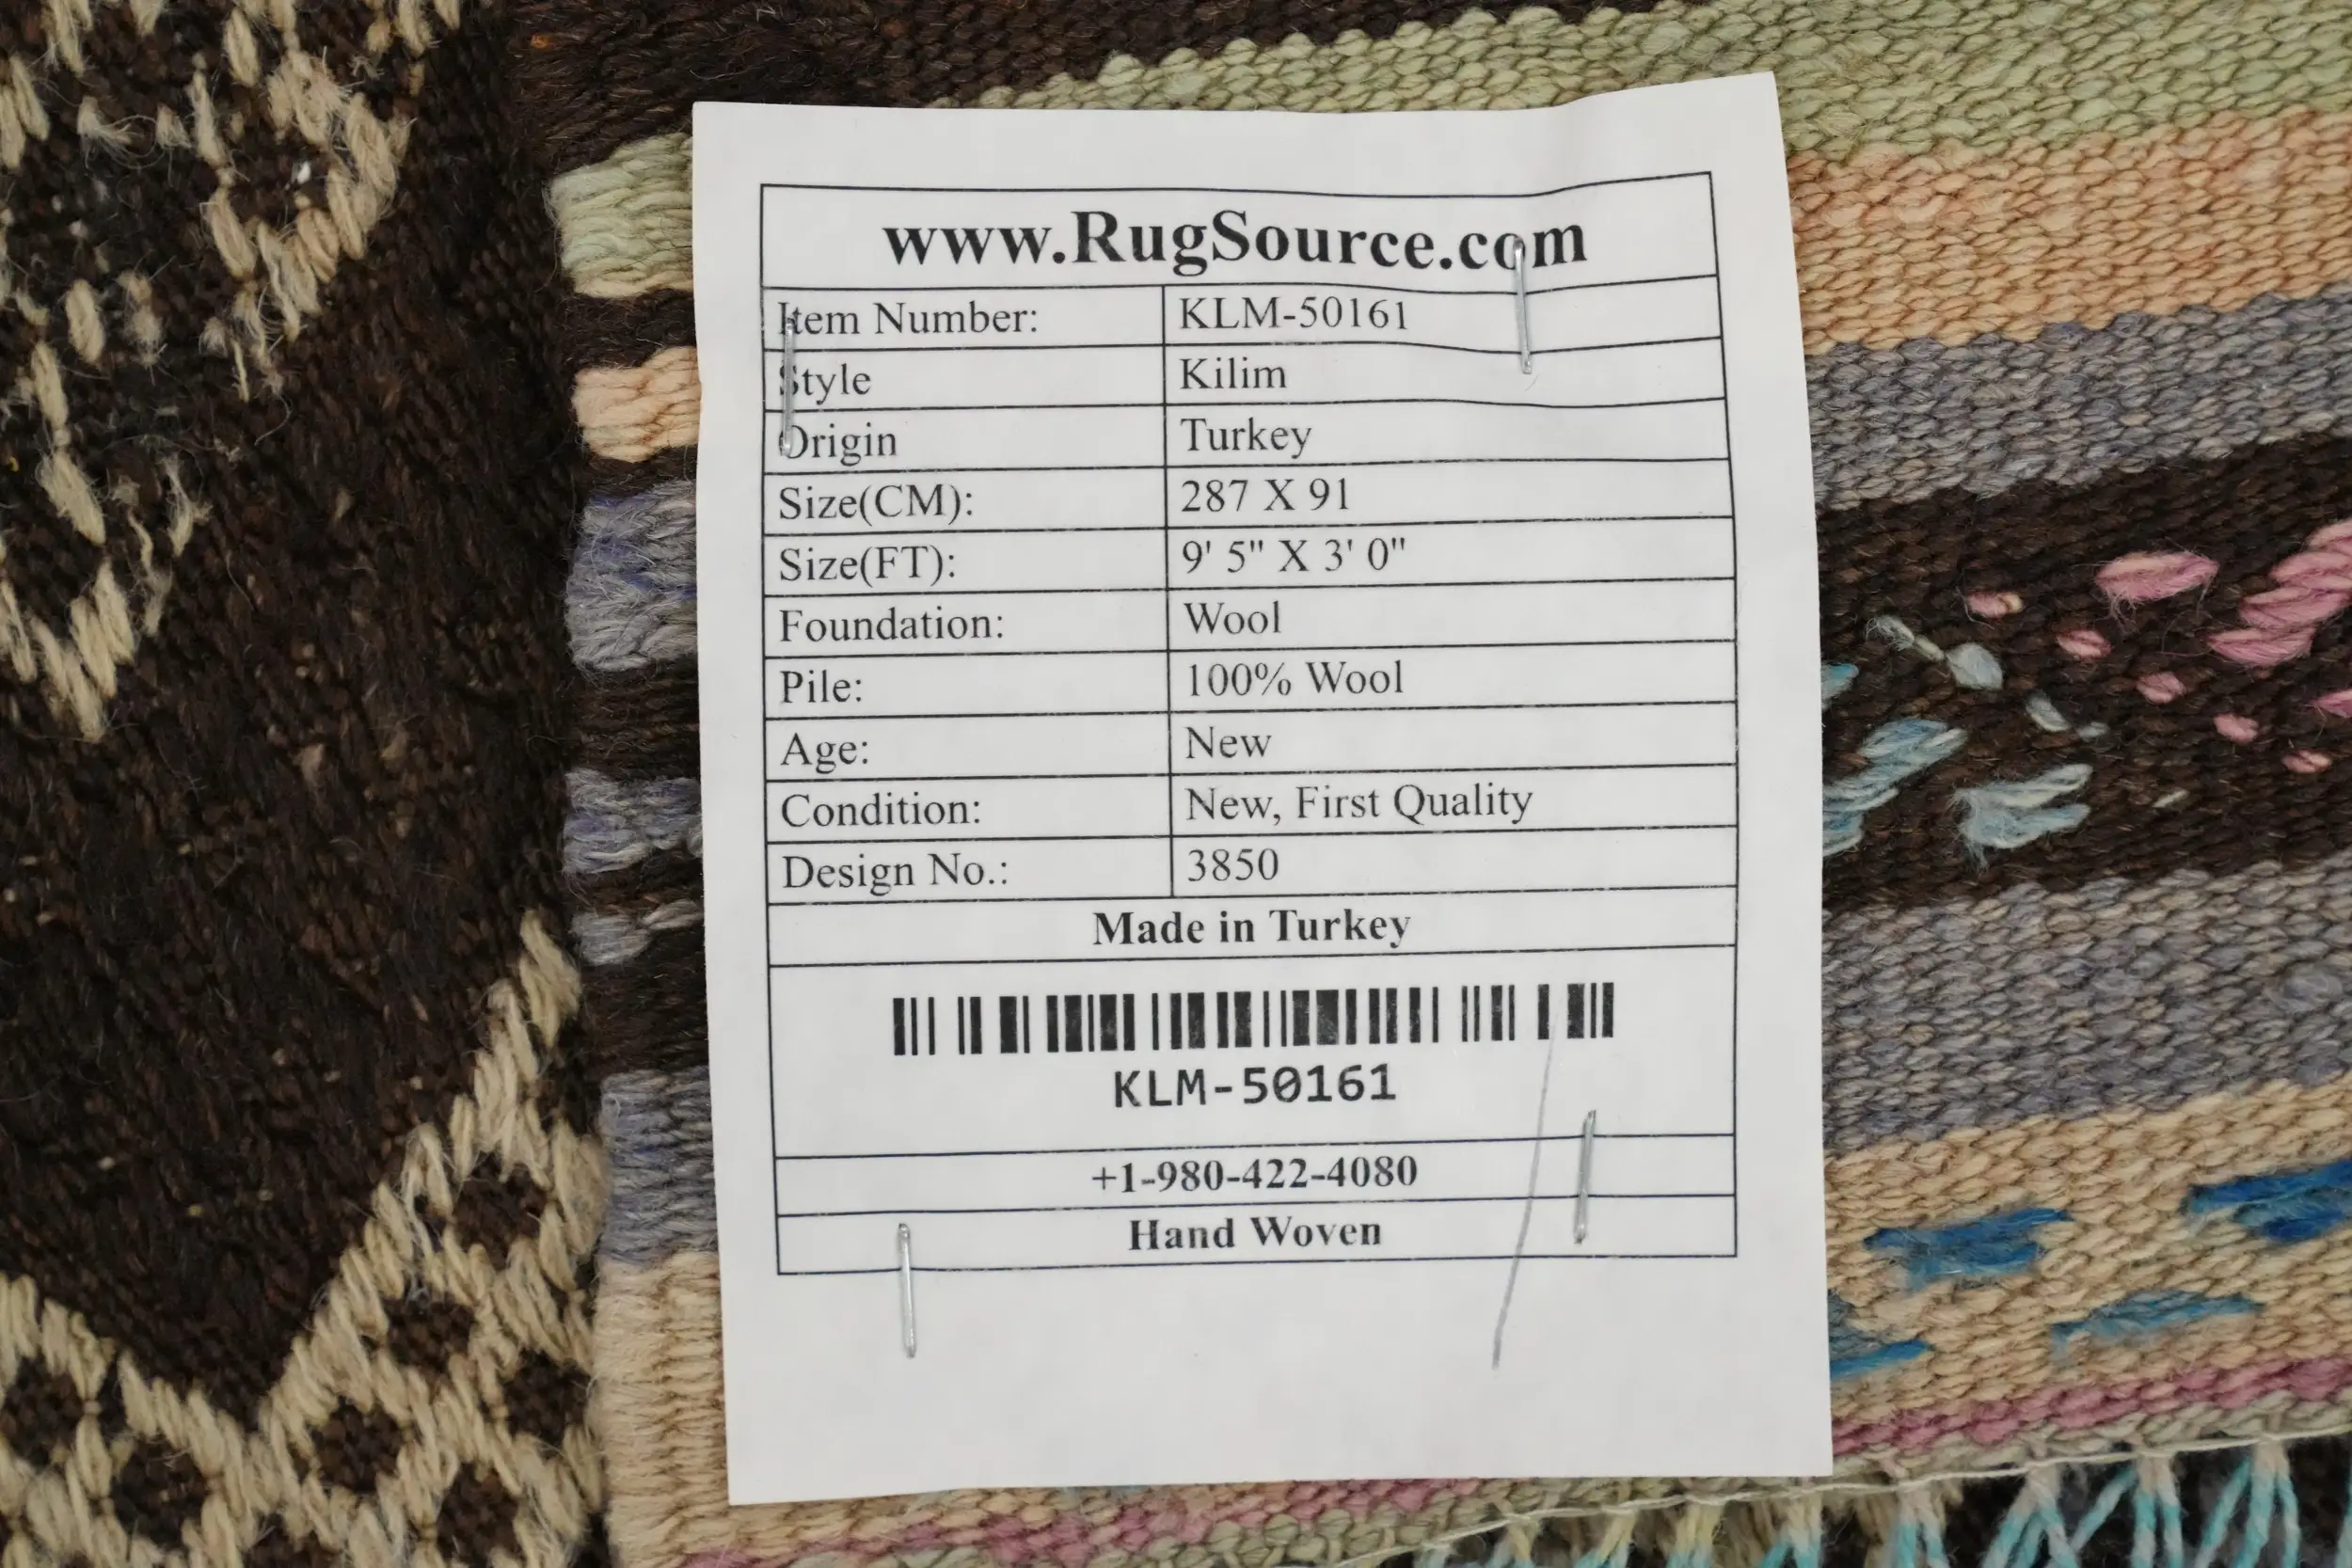 www.RugSource.com
Item Number: KLM-50161
Style Kilim
Origin Turkey
Size(CM): 287 X 91
Size(FT): 9' 5" X 3' 0"
Foundation: Wool
Pile: 100% Wool
Age: New
Condition: New, First Quality
Design No.: 3850
Made in Turkey
KLM-50161
+1-980-422-4080
Hand Woven